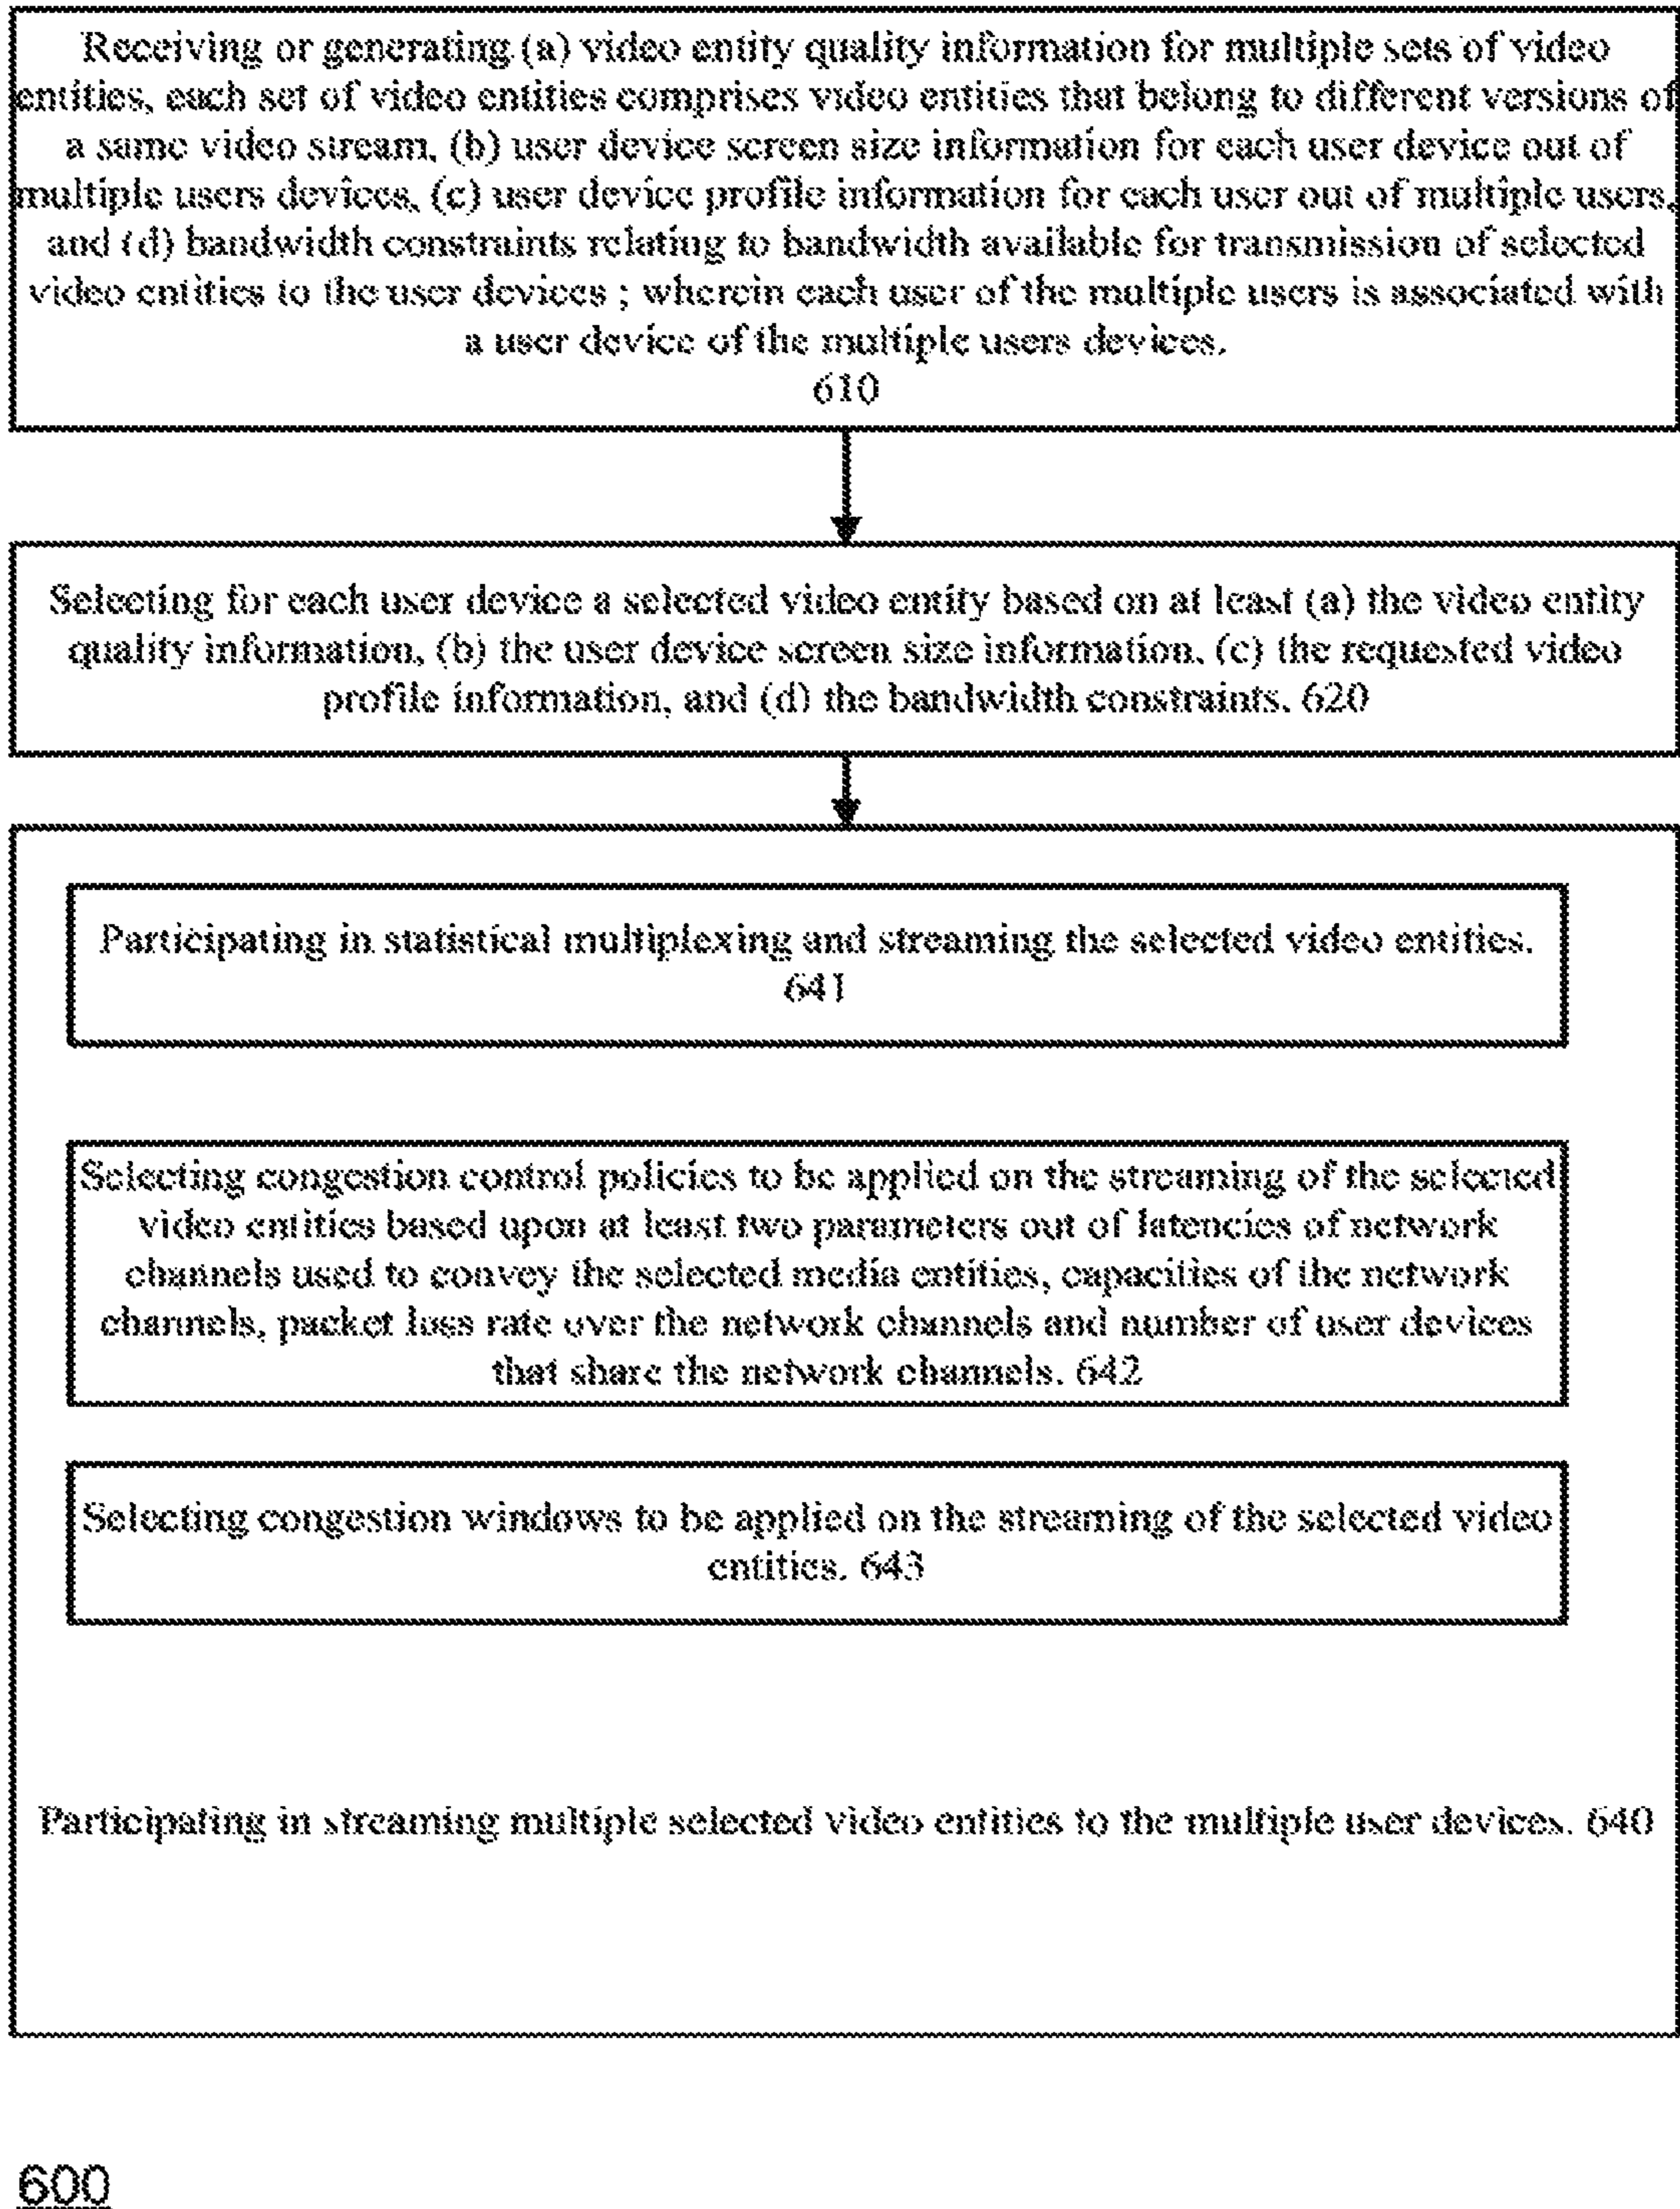 Receiving or generating (a) video entity quality information for multiple sets of video
entities, each set of video entities comprises video entities that belong to different versions of
a same video stream, (b) user device screen size information for each user device out of
multiple users devices, (c) user device profile information for each user out of multiple users,
and (d) bandwidth constraints relating to bandwidth available for transmission of selected
video entities to the user devices ; wherein each user of the multiple users is associated with
a user device of the multiple users devices.
610
Selecting for each user device a selected video entity based on at least (a) the video entity
quality information, (b) the user device screen size information, (c) the requested video
profile information, and (d) the bandwidth constraints. 620
Participating in statistical multiplexing and streaming the selected video entities.
641
Selecting congestion control policies to be applied on the streaming of the selected
video entities based upon at least two parameters out of latencies of network
channels used to convey the selected media entities, capacities of the network
channels, packet loss rate over the network channels and number of user devices
that share the network channels. 642
Selecting congestion windows to be applied on the streaming of the selected video
entities. 643
Participating in streaming multiple selected video entities to the multiple user devices. 640
600